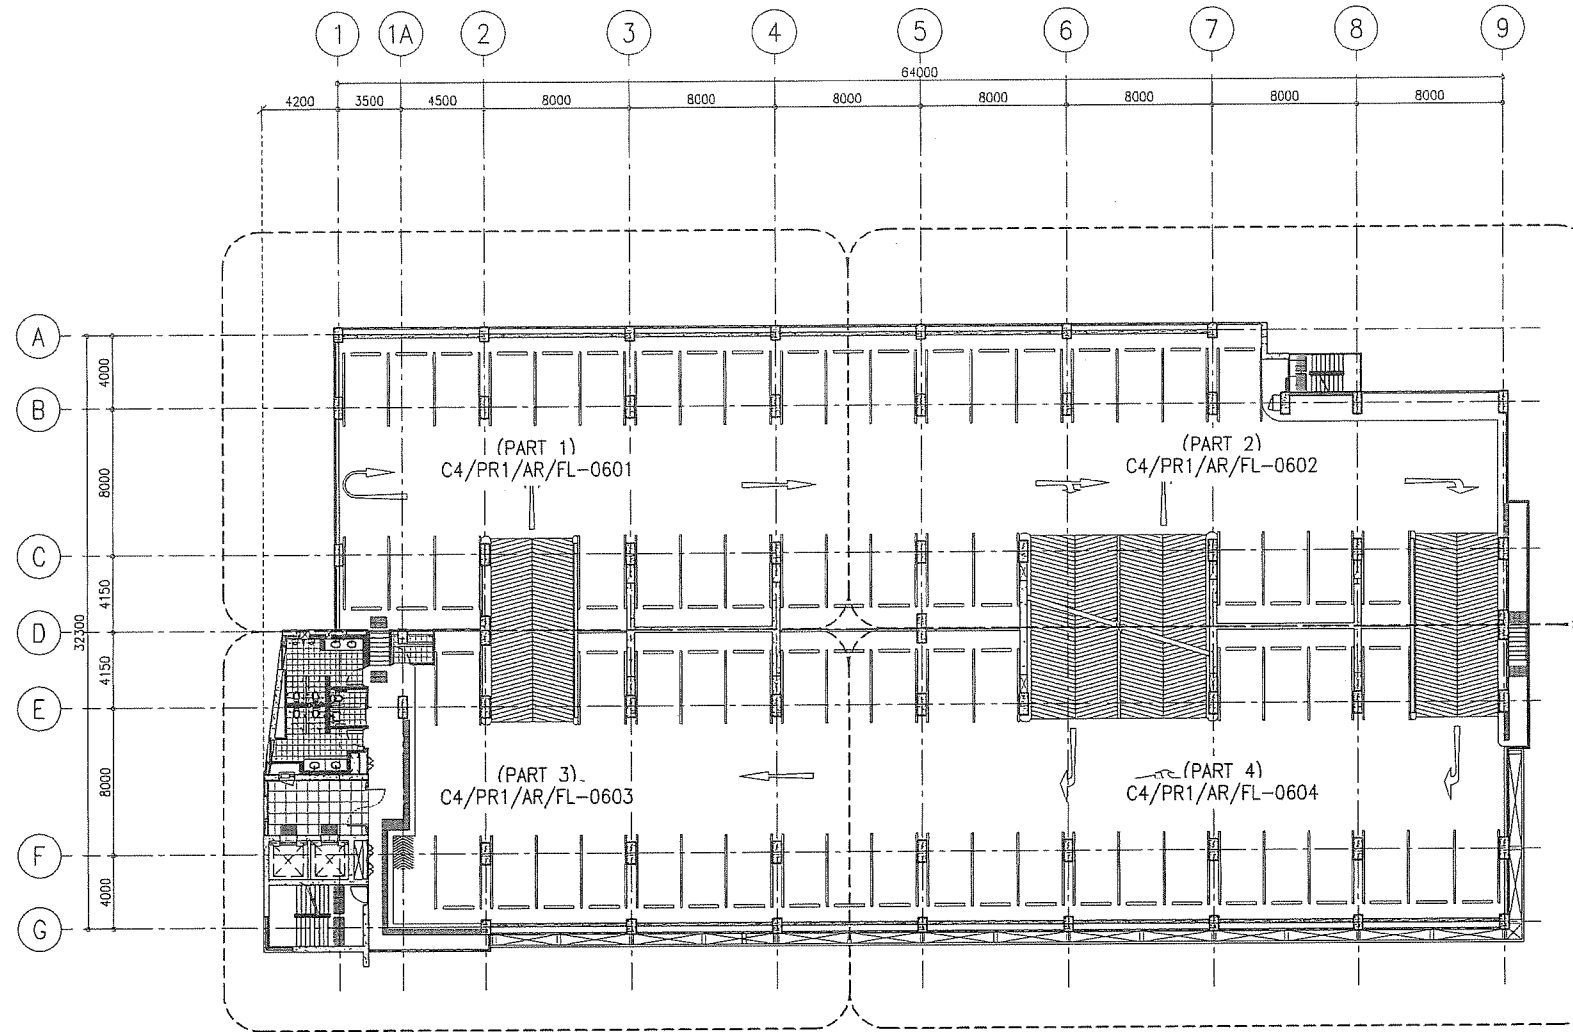 1 1A 2 3 4 5 6 7 8 9
64000
4200 3500 4500 8000 8000 8000 8000 8000 8000 8000
A
4000
B
(PART 1)
C4/PR1/AR/FL-0601
(PART 2)
C4/PR1/AR/FL-0602
8000
C
4150
D
32300
4150
E
(PART 3)
C4/PR1/AR/FL-0603
(PART 4)
C4/PR1/AR/FL-0604
8000
F
4000
G